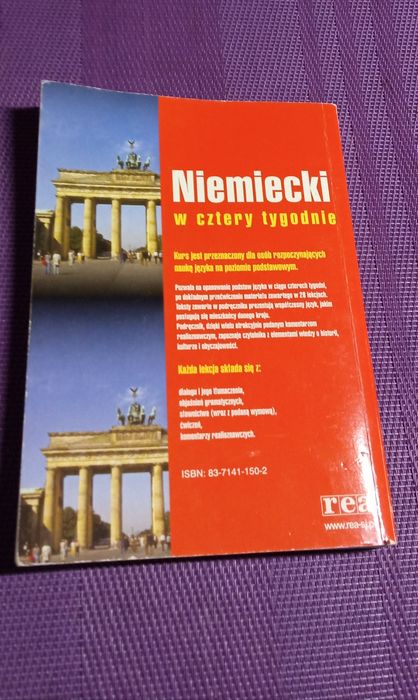 Niemiecki
w cztery tygodnie
Kurs jest przeznaczony dla osób rozpoczynających
naukę języka na poziomie podstawowym.
Pozwala na opanowanie podstaw języka w ciągu czterech tygodni,
po dokładnym przećwiczeniu materiału zawartego w 28 lekcjach.
Teksty zawarte w podręczniku prezentują współczesny język, jakim
posługują się mieszkańcy danego kraju.
Podręcznik, dzięki wielu atrakcyjnie podanym komentarzom
realioznawczym, zapoznaje czytelnika z elementami wiedzy o historii,
kulturze i obyczajowości.
Każda lekcja składa się z:
dialogu i jego tłumaczenia,
objaśnień gramatycznych,
słownictwa (wraz z podaną wymową),
ćwiczeń,
komentarzy realioznawczych.
ISBN: 83-7141-150-2
rea
www.rea-sj.p